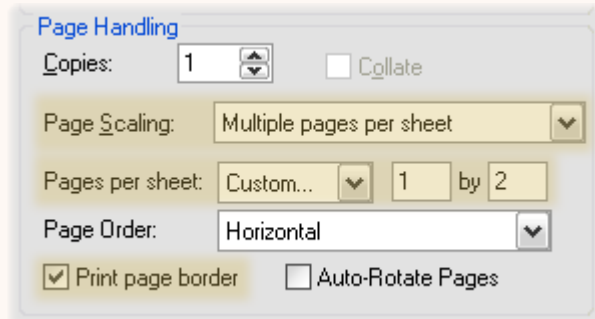 Page Handling
Copies: 1 Collate
Page Scaling: Multiple pages per sheet
Pages per sheet: Custom... 1 by 2
Page Order: Horizontal
Print page border Auto-Rotate Pages